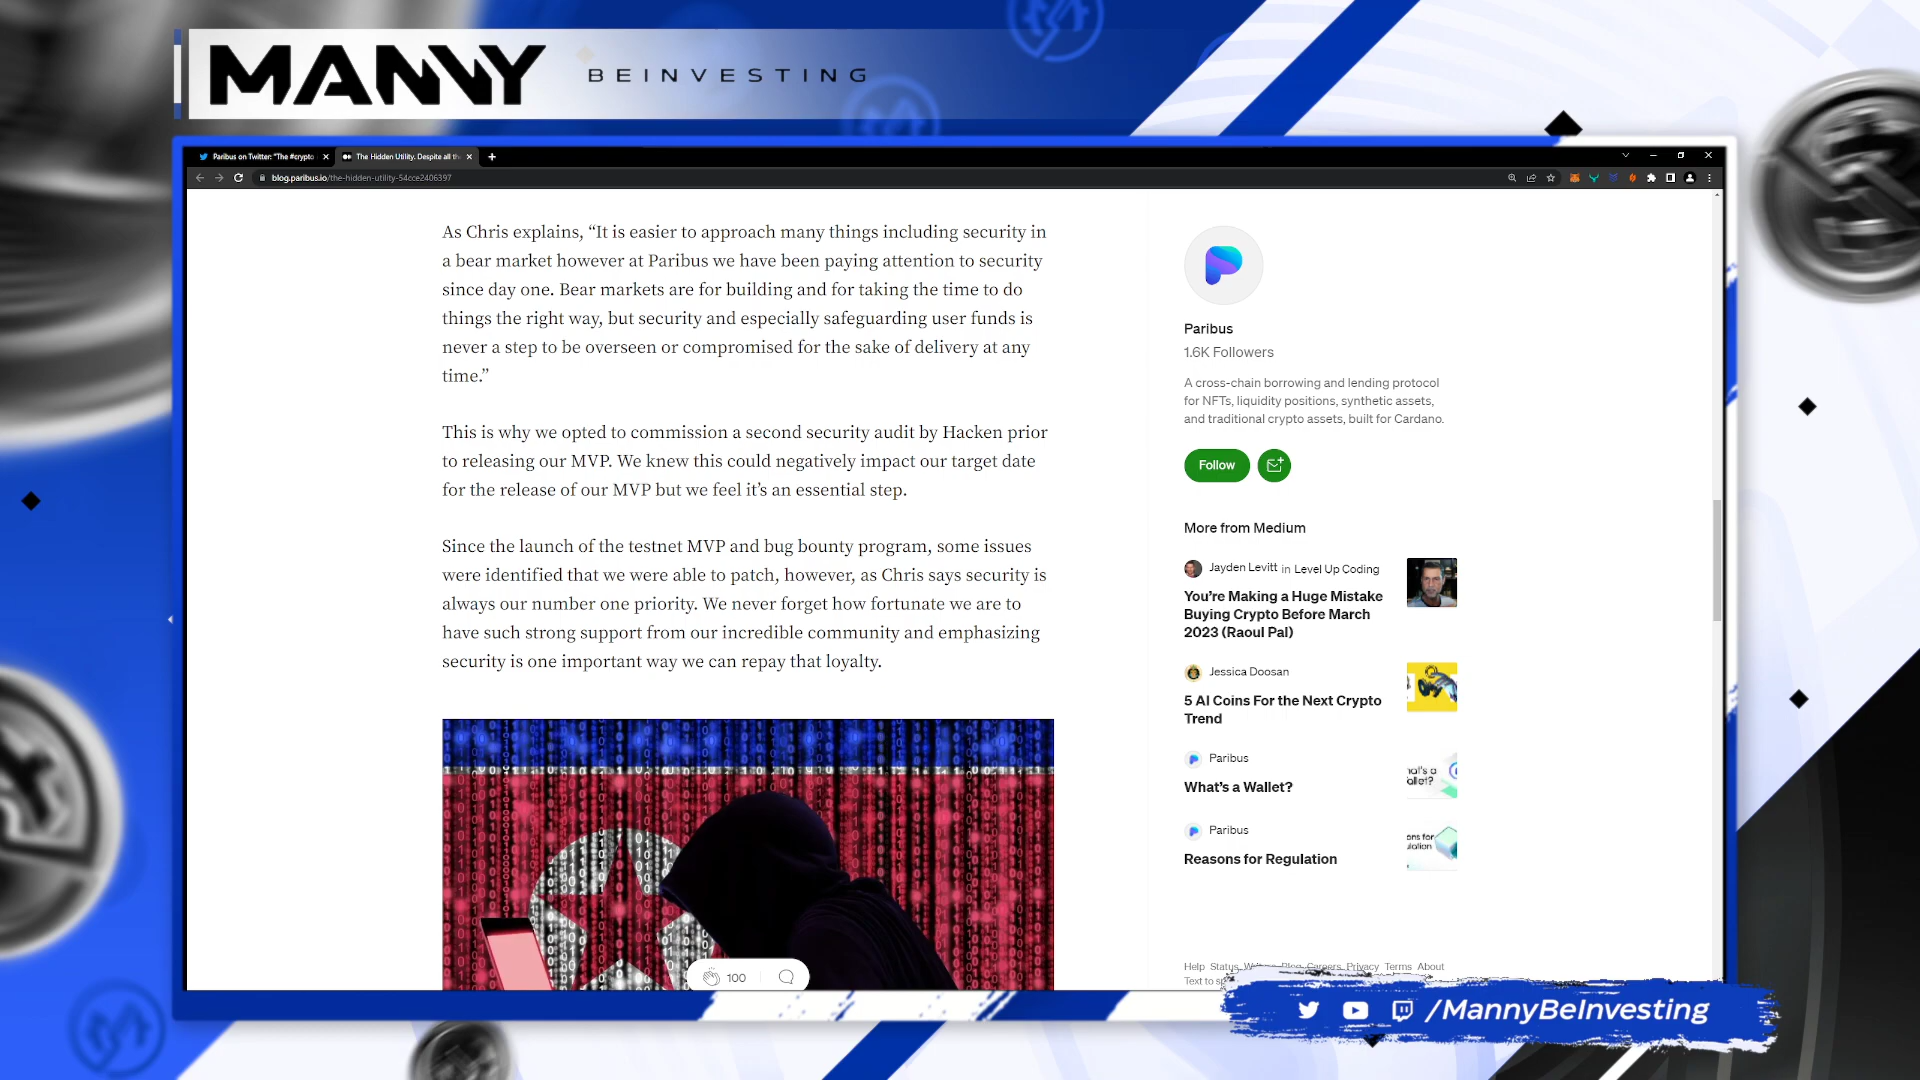 MANNY
BEINVESTING
Paribus on Twitter: "The #crypto
The Hidden Utility. Despite all th
blog.paribus.io/the-hidden-utility-54cce2406397
As Chris explains, “It is easier to approach many things including security in
a bear market however at Paribus we have been paying attention to security
since day one. Bear markets are for building and for taking the time to do
things the right way, but security and especially safeguarding user funds is
never a step to be overseen or compromised for the sake of delivery at any
time.”
This is why we opted to commission a second security audit by Hacken prior
to releasing our MVP. We knew this could negatively impact our target date
for the release of our MVP but we feel it’s an essential step.
Since the launch of the testnet MVP and bug bounty program, some issues
were identified that we were able to patch, however, as Chris says security is
always our number one priority. We never forget how fortunate we are to
have such strong support from our incredible community and emphasizing
security is one important way we can repay that loyalty.
100
Paribus
1.6K Followers
A cross-chain borrowing and lending protocol
for NFTs, liquidity positions, synthetic assets,
and traditional crypto assets, built for Cardano.
Follow
More from Medium
Jayden Levitt in Level Up Coding
You’re Making a Huge Mistake
Buying Crypto Before March
2023 (Raoul Pal)
Jessica Doosan
5 AI Coins For the Next Crypto
Trend
Paribus
What’s a Wallet?
Paribus
Reasons for Regulation
Help Status Writers Blog Careers Privacy Terms About
Text to
/MannyBeInvesting